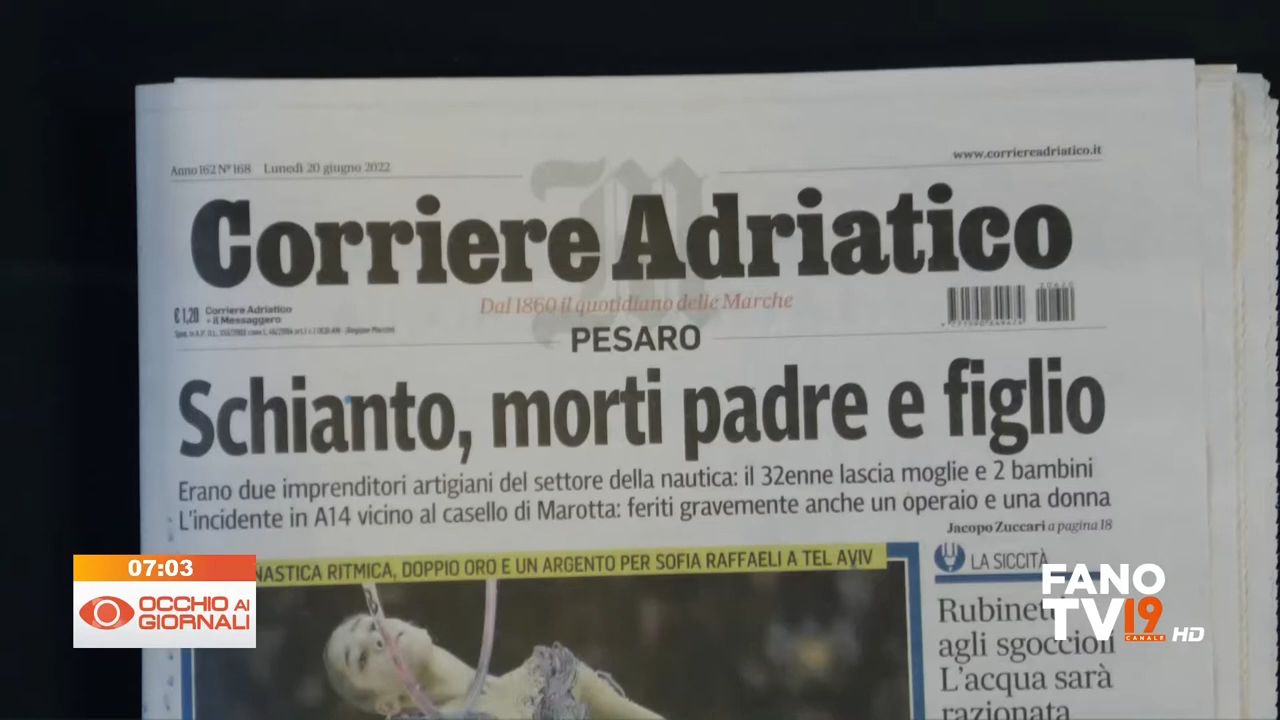 Anno 162 N° 168 Lunedì 20 giugno 2022
www.corriereadriatico.it
Corriere Adriatico
Dal 1860 il quotidiano delle Marche
€ 1,20
Corriere Adriatico
+ il Messaggero
PESARO
Schianto, morti padre e figlio
Erano due imprenditori artigiani del settore della nautica: il 32enne lascia moglie e 2 bambini
L'incidente in A14 vicino al casello di Marotta: feriti gravemente anche un operaio e una donna
Jacopo Zuccari a pagina 18
NASTICA RITMICA, DOPPIO ORO E UN ARGENTO PER SOFIA RAFFAELI A TEL AVIV
LA SICCITÀ
Rubinet
agli sgoccioli
L'acqua sarà
razionata
07:03
OCCHIO AI
GIORNALI
FANO
TV19
CANALE HD